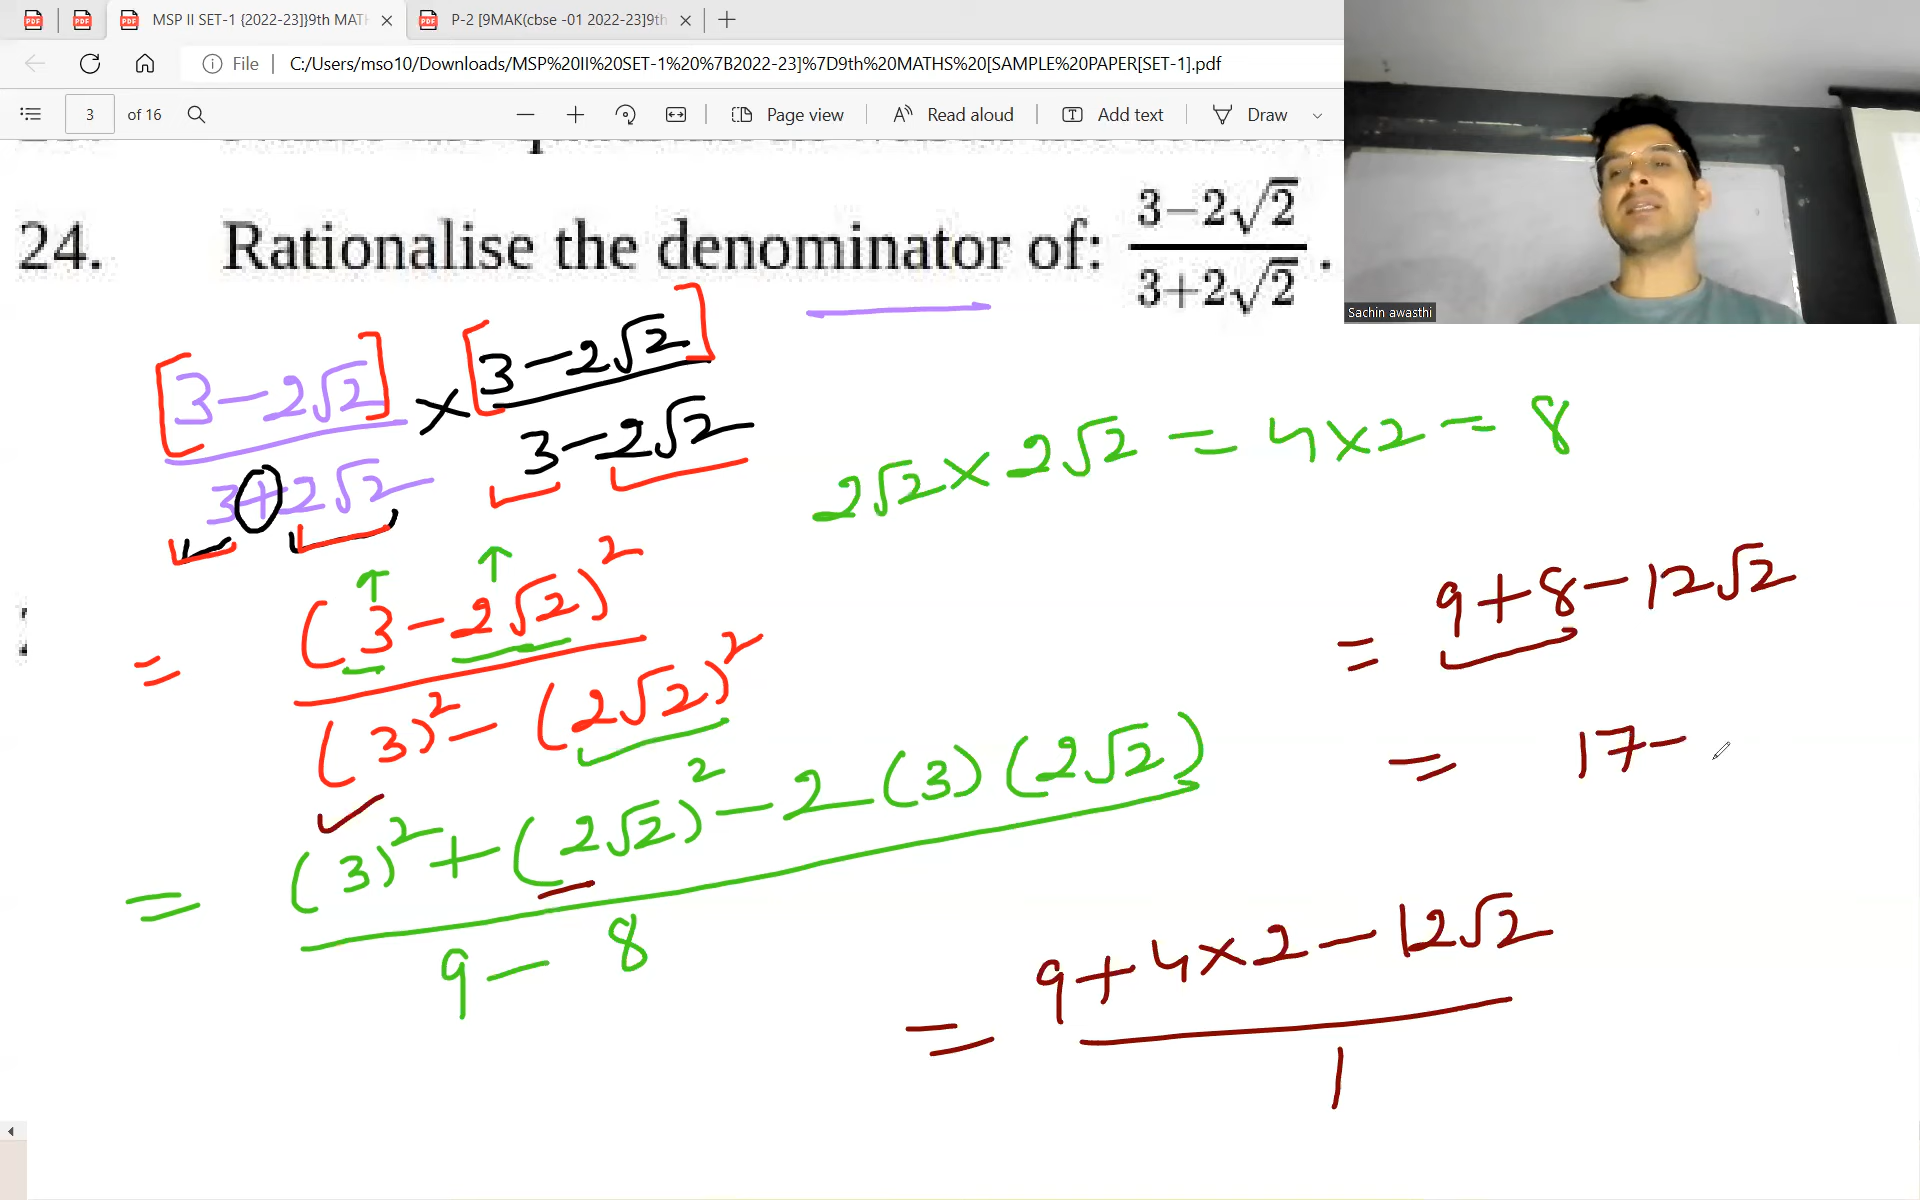 MSP II SET-1 {2022-23]}9th MAT
P-2 [9MAK(cbse -01 2022-23]9th
File
C:/Users/mso10/Downloads/MSP%20II%20SET-1%20%7B2022-23]%7D9th%20MATHS%20[SAMPLE%20PAPER[SET-1].pdf
3 of 16
Page view
Read aloud
Add text
Draw
Sachin awasthi
24. Rationalise the denominator of: (3−2√2)/(3+2√2).
[3−2√2]/(3+2√2) × [3−2√2]/(3−2√2)
2√2 × 2√2 = 4×2 = 8
= (3−2√2)²/((3)²−(2√2)²)
= ((3)²+(2√2)²−2(3)(2√2))/(9−8)
= (9+4×2−12√2)/1
= 9+8−12√2
= 17−